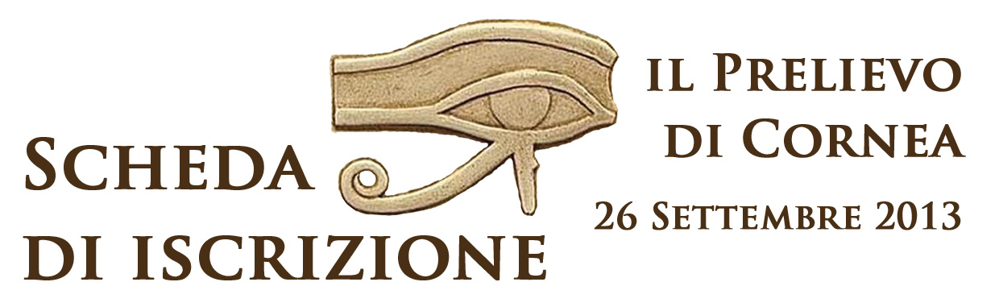 Scheda
di iscrizione
il Prelievo
di Cornea
26 Settembre 2013